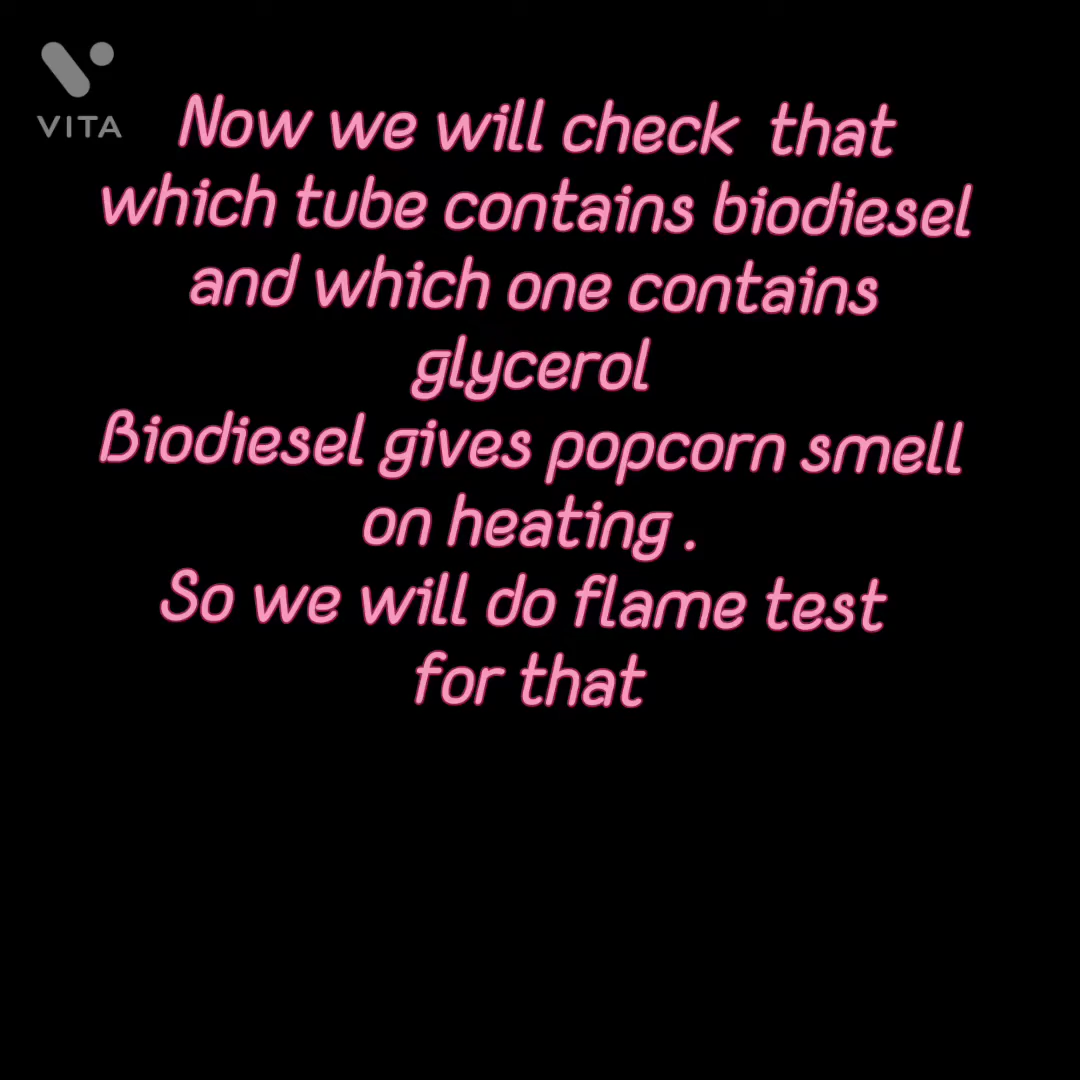 VITA
Now we will check that
which tube contains biodiesel
and which one contains
glycerol
Biodiesel gives popcorn smell
on heating .
So we will do flame test
for that